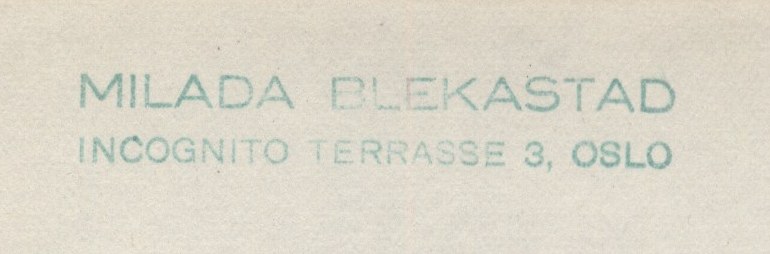 MILADA BLEKASTAD
INCOGNITO TERRASSE 3, OSLO